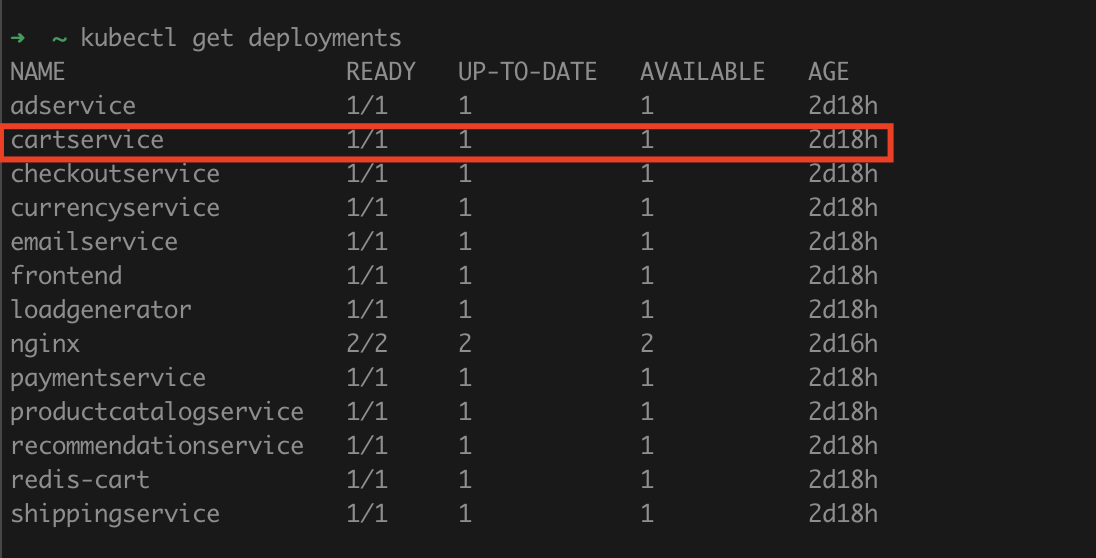 ➜  ~ kubectl get deployments
NAME                    READY   UP-TO-DATE   AVAILABLE   AGE
adservice               1/1     1            1           2d18h
cartservice             1/1     1            1           2d18h
checkoutservice         1/1     1            1           2d18h
currencyservice         1/1     1            1           2d18h
emailservice            1/1     1            1           2d18h
frontend                1/1     1            1           2d18h
loadgenerator           1/1     1            1           2d18h
nginx                   2/2     2            2           2d16h
paymentservice          1/1     1            1           2d18h
productcatalogservice   1/1     1            1           2d18h
recommendationservice   1/1     1            1           2d18h
redis-cart              1/1     1            1           2d18h
shippingservice         1/1     1            1           2d18h